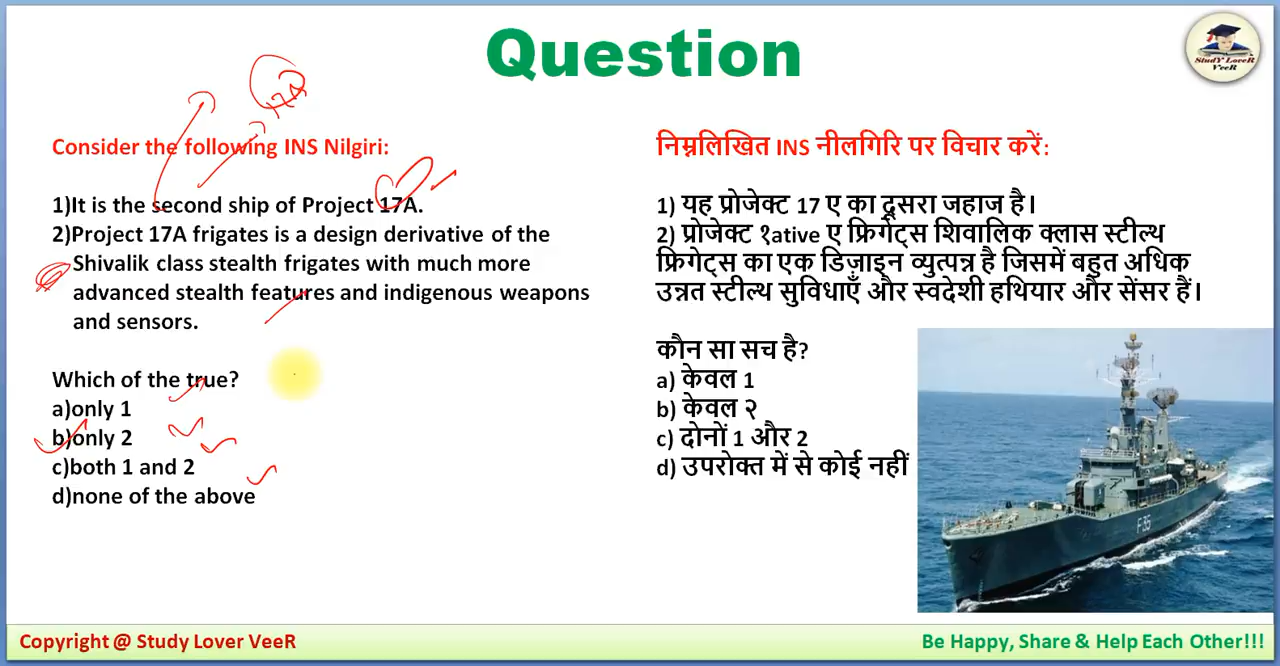 Question
StudY LoveR
VeeR
17A
Consider the following INS Nilgiri:
1)It is the second ship of Project 17A.
2)Project 17A frigates is a design derivative of the
Shivalik class stealth frigates with much more
advanced stealth features and indigenous weapons
and sensors.
Which of the true?
a)only 1
b)only 2
c)both 1 and 2
d)none of the above
निम्नलिखित INS नीलगिरि पर विचार करें:
1) यह प्रोजेक्ट 17 ए का दूसरा जहाज है।
2) प्रोजेक्ट १ative ए फ्रिगेट्स शिवालिक क्लास स्टील्थ
फ्रिगेट्स का एक डिज़ाइन व्युत्पन्न है जिसमें बहुत अधिक
उन्नत स्टील्थ सुविधाएँ और स्वदेशी हथियार और सेंसर हैं।
कौन सा सच है?
a) केवल 1
b) केवल २
c) दोनों 1 और 2
d) उपरोक्त में से कोई नहीं
F35
Copyright @ Study Lover VeeR
Be Happy, Share & Help Each Other!!!